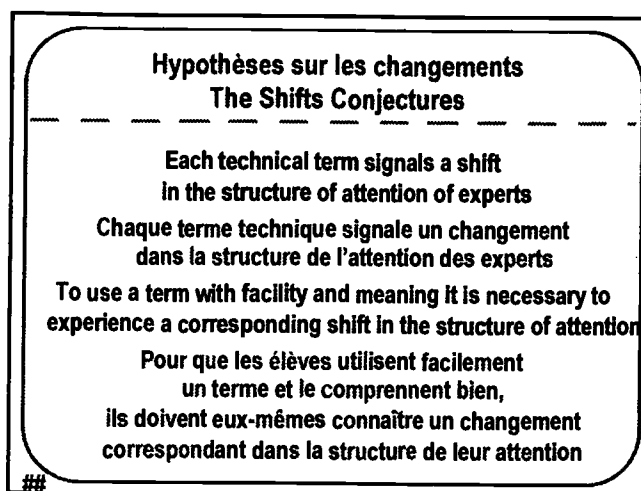 Hypothèses sur les changements
The Shifts Conjectures
Each technical term signals a shift
in the structure of attention of experts
Chaque terme technique signale un changement
dans la structure de l'attention des experts
To use a term with facility and meaning it is necessary to
experience a corresponding shift in the structure of attention
Pour que les élèves utilisent facilement
un terme et le comprennent bien,
ils doivent eux-mêmes connaître un changement
correspondant dans la structure de leur attention
##